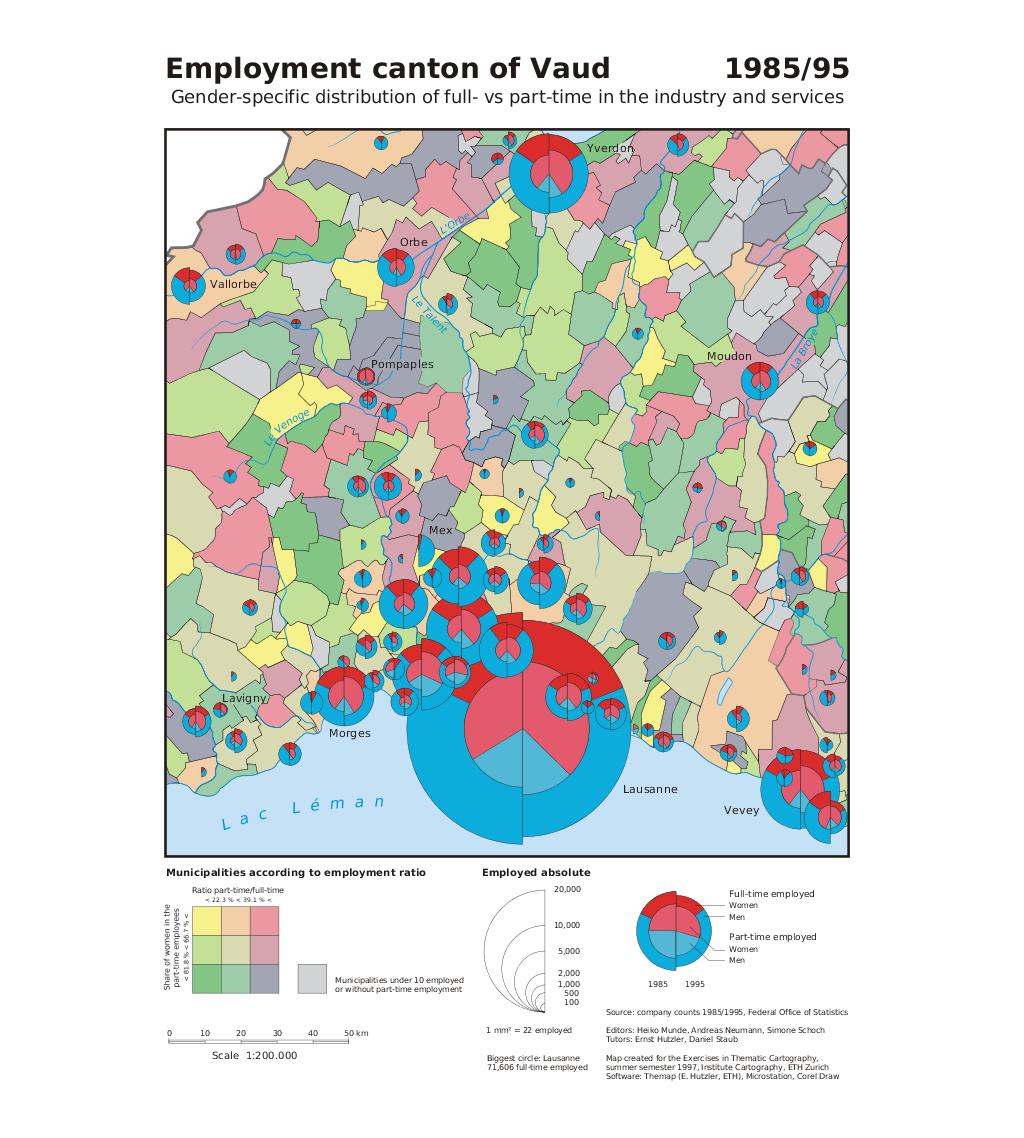 Employment canton of Vaud 1985/95
Gender-specific distribution of full- vs part-time in the industry and services
Yverdon
L'Orbe
Orbe
Vallorbe
Le Talent
La Broye
Moudon
Pompaples
Le Venoge
Mex
Lavigny
Morges
Lausanne
Lac Léman
Vevey
Municipalities according to employment ratio
Ratio part-time/full-time
< 22.3 % < 39.1 % <
Share of women in the
part-time employees
< 81.8 % < 66.7 % <
Municipalities under 10 employed
or without part-time employment
0 10 20 30 40 50 km
Scale 1:200.000
Employed absolute
20,000
10,000
5,000
2,000
1,000
500
100
1 mm² = 22 employed
Biggest circle: Lausanne
71,606 full-time employed
Full-time employed
Women
Men
Part-time employed
Women
Men
1985 1995
Source: company counts 1985/1995, Federal Office of Statistics
Editors: Heiko Munde, Andreas Neumann, Simone Schoch
Tutors: Ernst Hutzler, Daniel Staub
Map created for the Exercises in Thematic Cartography,
summer semester 1997, Institute Cartography, ETH Zurich
Software: Themap (E. Hutzler, ETH), Microstation, Corel Draw